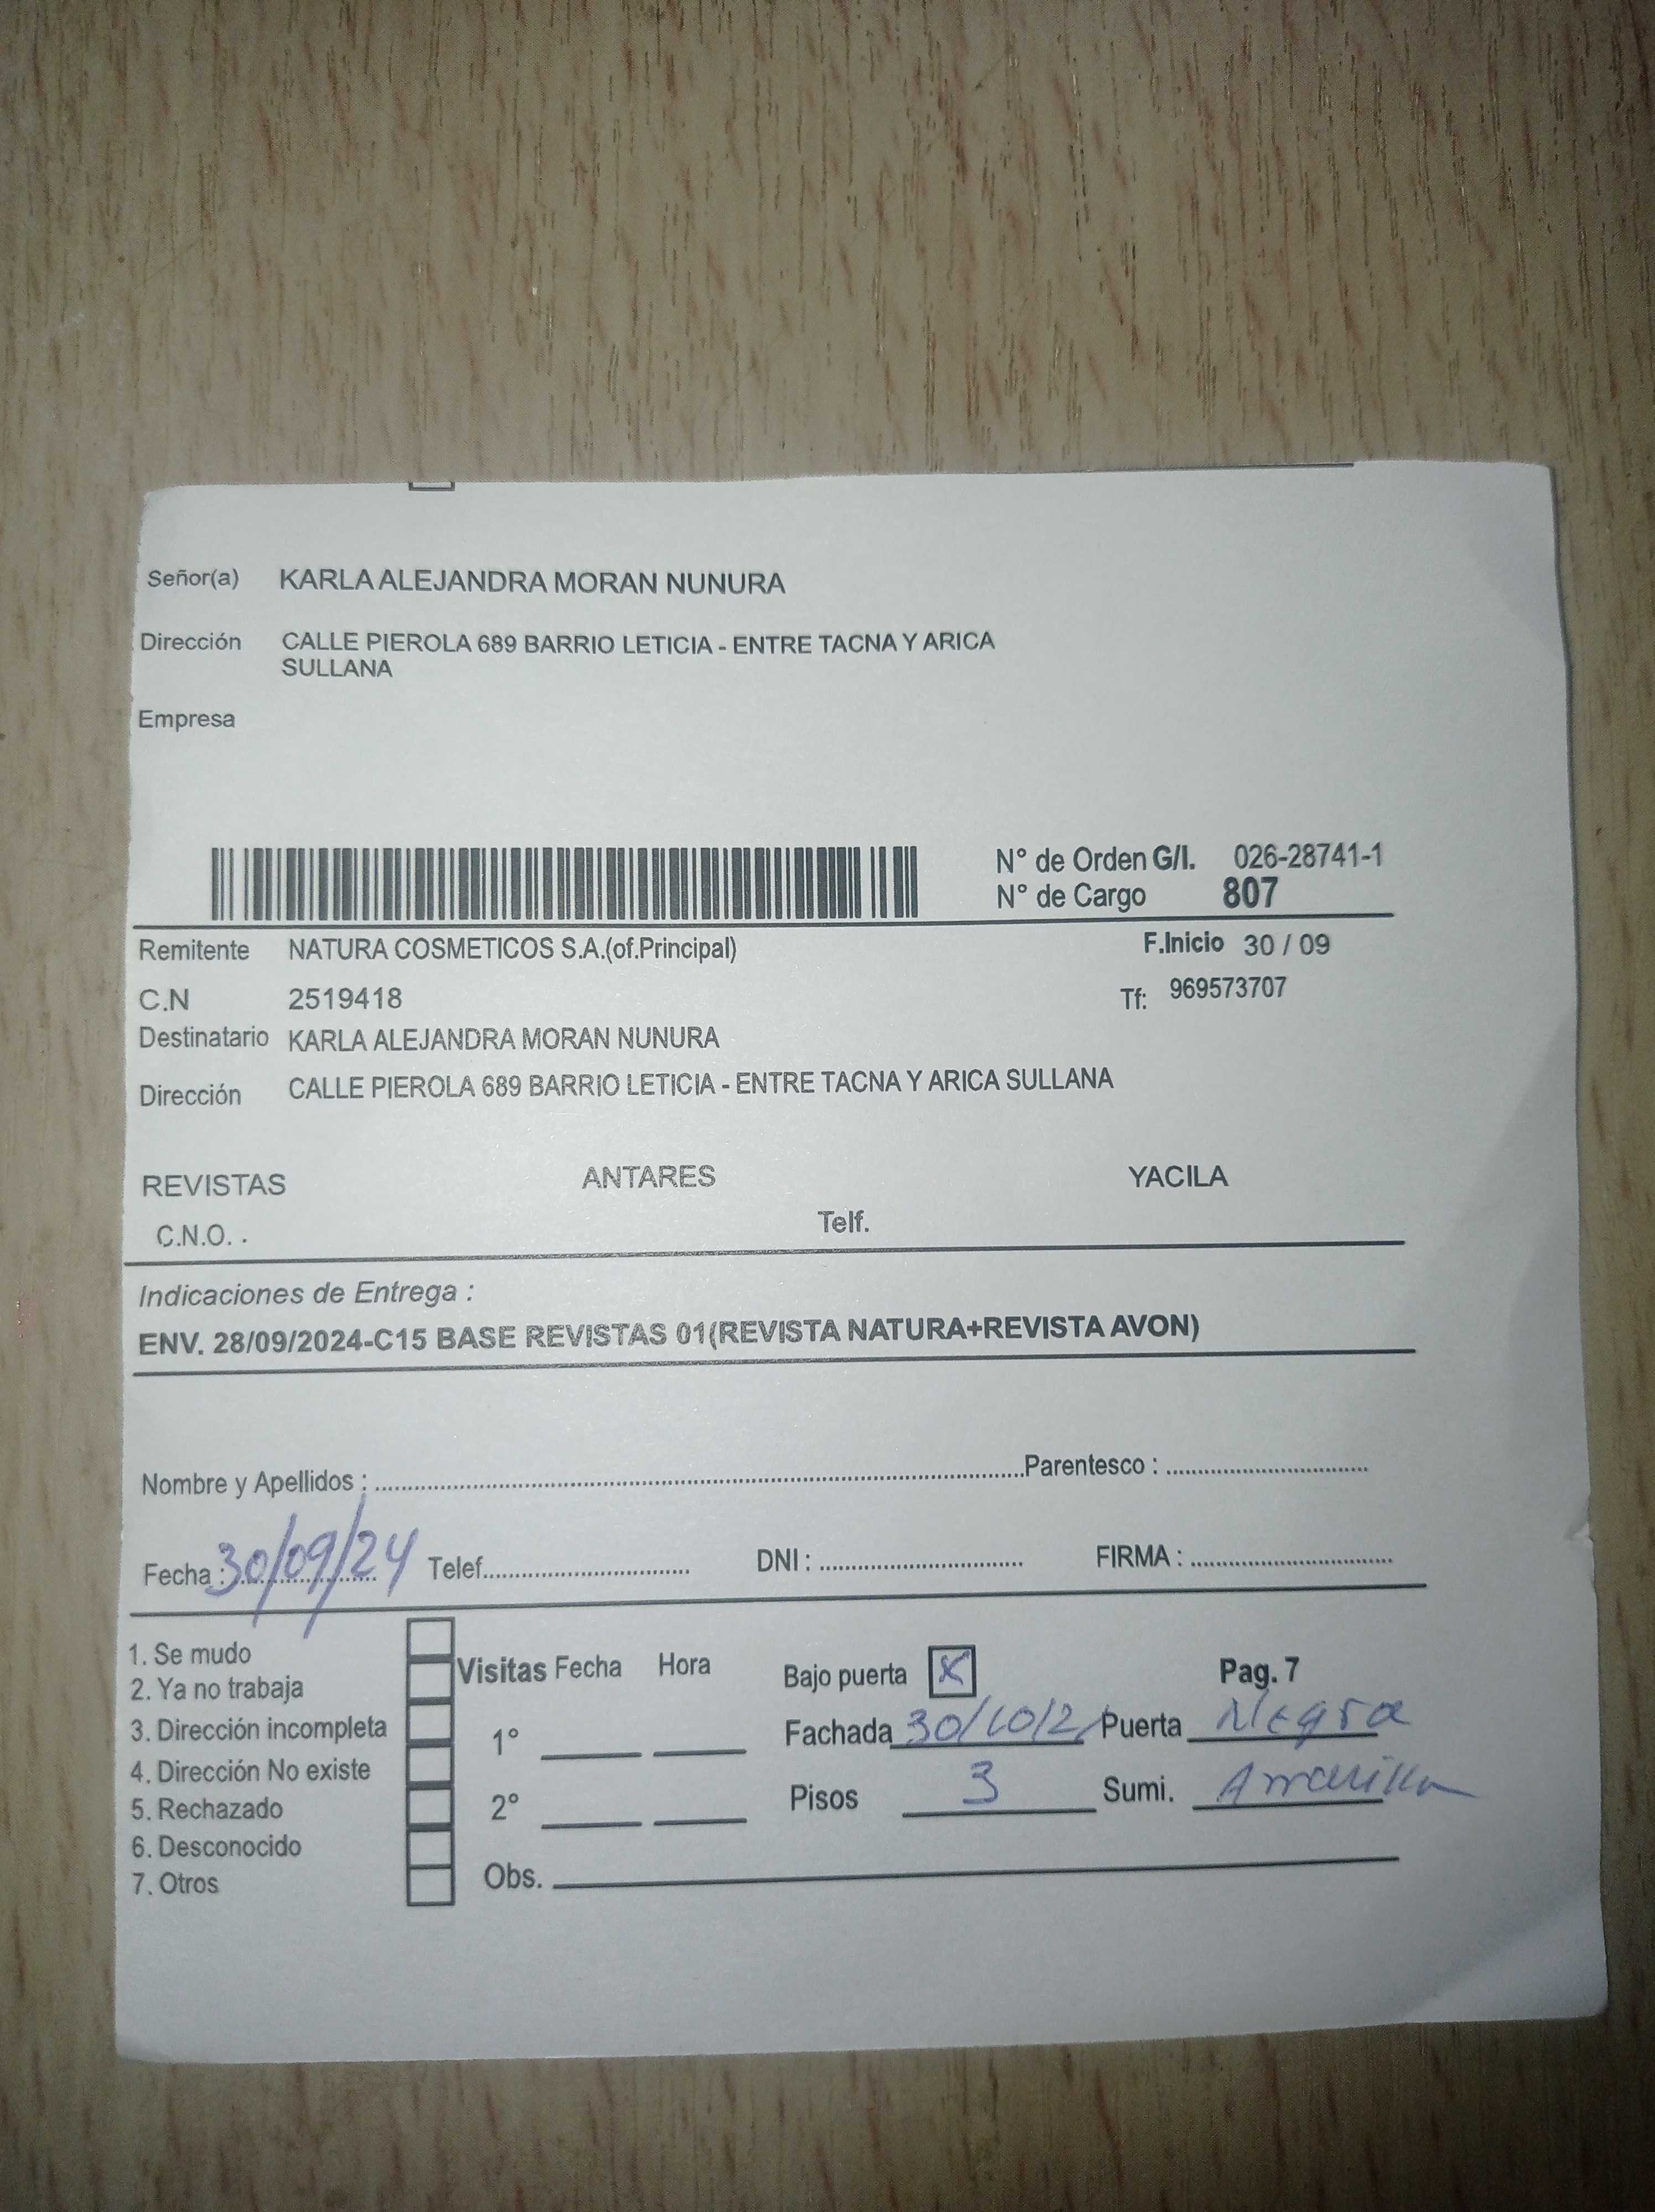 Señor(a) KARLA ALEJANDRA MORAN NUNURA
Dirección CALLE PIEROLA 689 BARRIO LETICIA - ENTRE TACNA Y ARICA
SULLANA
Empresa
N° de Orden G/I. 026-28741-1
N° de Cargo 807
Remitente NATURA COSMETICOS S.A.(of.Principal) F.Inicio 30 / 09
C.N 2519418 Tf: 969573707
Destinatario KARLA ALEJANDRA MORAN NUNURA
Dirección CALLE PIEROLA 689 BARRIO LETICIA - ENTRE TACNA Y ARICA SULLANA
REVISTAS ANTARES YACILA
C.N.O. . Telf.
Indicaciones de Entrega :
ENV. 28/09/2024-C15 BASE REVISTAS 01(REVISTA NATURA+REVISTA AVON)
Nombre y Apellidos : Parentesco :
Fecha : 30/09/24 Telef. DNI : FIRMA :
1. Se mudo
2. Ya no trabaja
3. Dirección incompleta
4. Dirección No existe
5. Rechazado
6. Desconocido
7. Otros
Visitas Fecha Hora
1°
2°
Obs.
Bajo puerta X Pag. 7
Fachada Puerta Negra
Pisos 3 Sumi. Amarillo